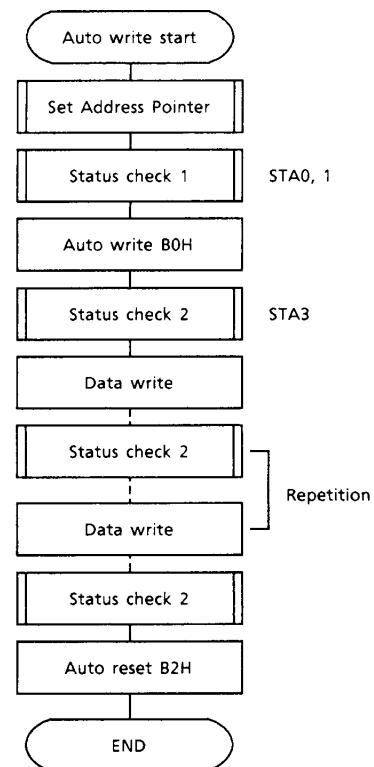 Auto write start
Set Address Pointer
Status check 1
STA0, 1
Auto write B0H
Status check 2
STA3
Data write
Status check 2
Repetition
Data write
Status check 2
Auto reset B2H
END